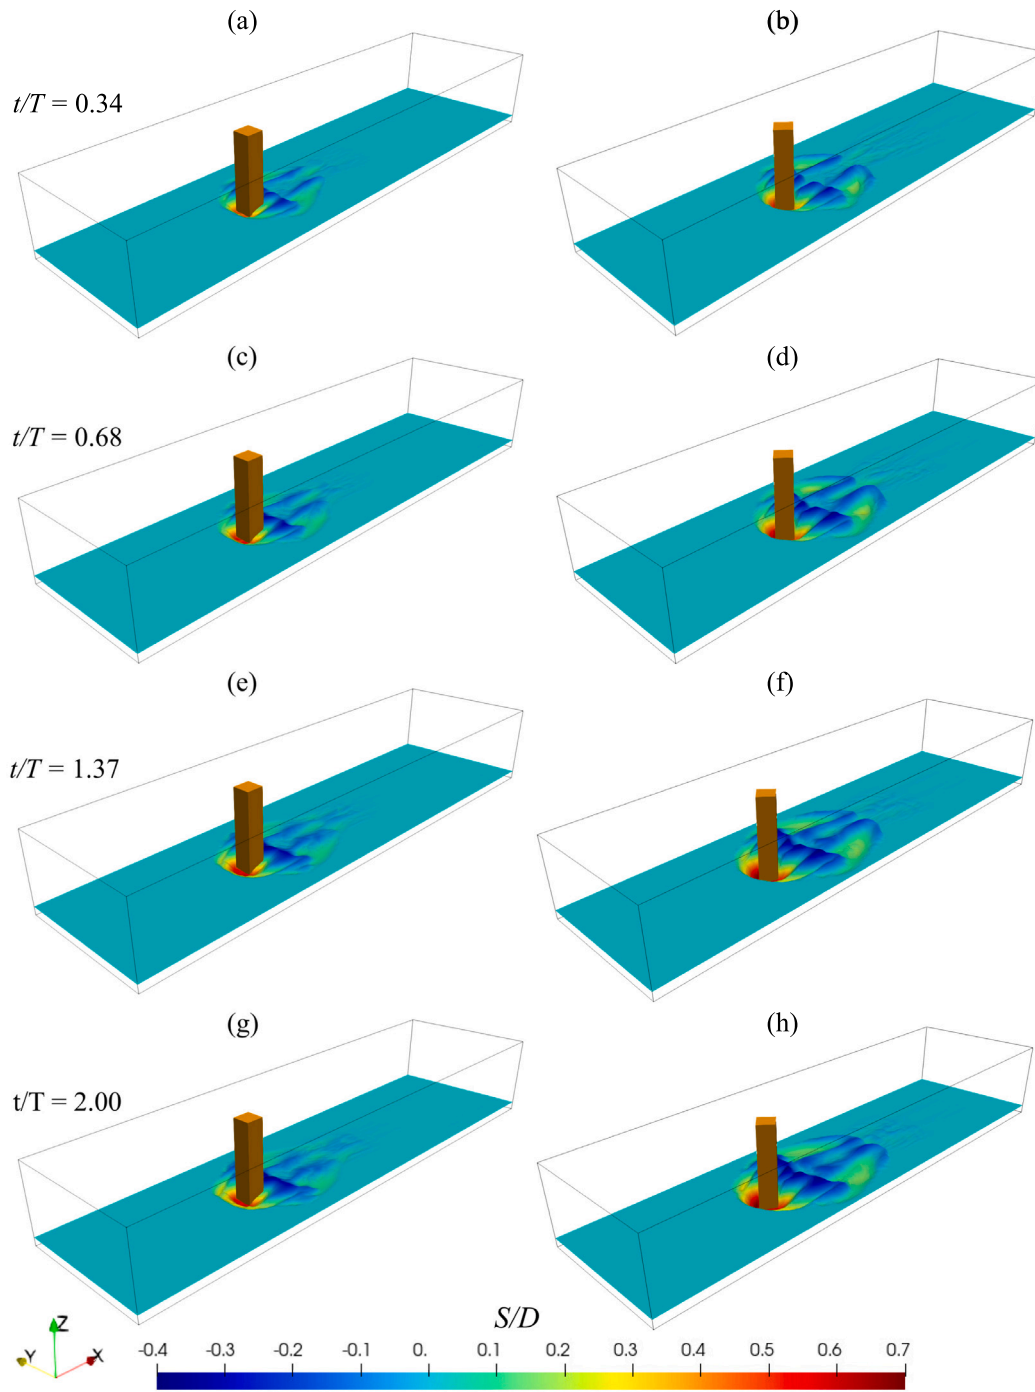 (a) (b)
t/T = 0.34
(c) (d)
t/T = 0.68
(e) (f)
t/T = 1.37
(g) (h)
t/T = 2.00
S/D
Z
Y X
-0.4 -0.3 -0.2 -0.1 0. 0.1 0.2 0.3 0.4 0.5 0.6 0.7